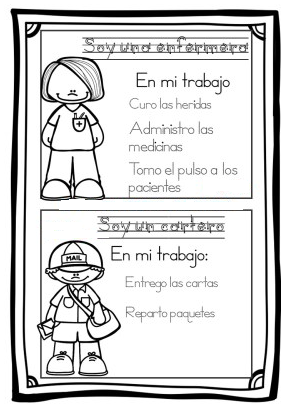 Soy una enfermera
En mi trabajo
Curo las heridas
Administro las
medicinas
Tomo el pulso a los
pacientes
Soy un cartero
En mi trabajo:
MAIL
Entrego las cartas
Reparto paquetes